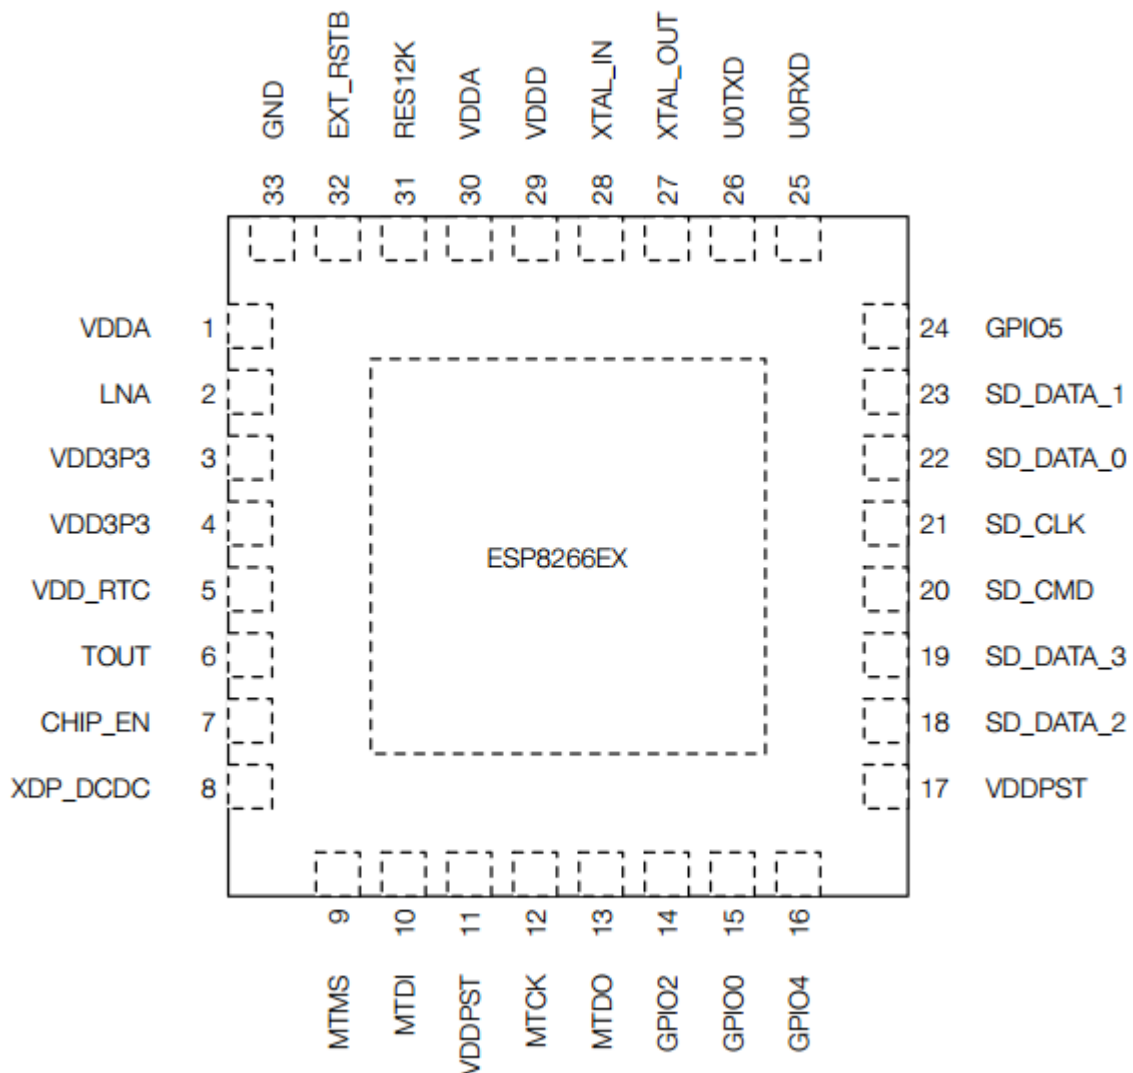 GND
EXT_RSTB
RES12K
VDDA
VDDD
XTAL_IN
XTAL_OUT
U0TXD
U0RXD
33
32
31
30
29
28
27
26
25
VDDA 1
LNA 2
VDD3P3 3
VDD3P3 4
VDD_RTC 5
TOUT 6
CHIP_EN 7
XDP_DCDC 8
ESP8266EX
24 GPIO5
23 SD_DATA_1
22 SD_DATA_0
21 SD_CLK
20 SD_CMD
19 SD_DATA_3
18 SD_DATA_2
17 VDDPST
9
10
11
12
13
14
15
16
MTMS
MTDI
VDDPST
MTCK
MTDO
GPIO2
GPIO0
GPIO4